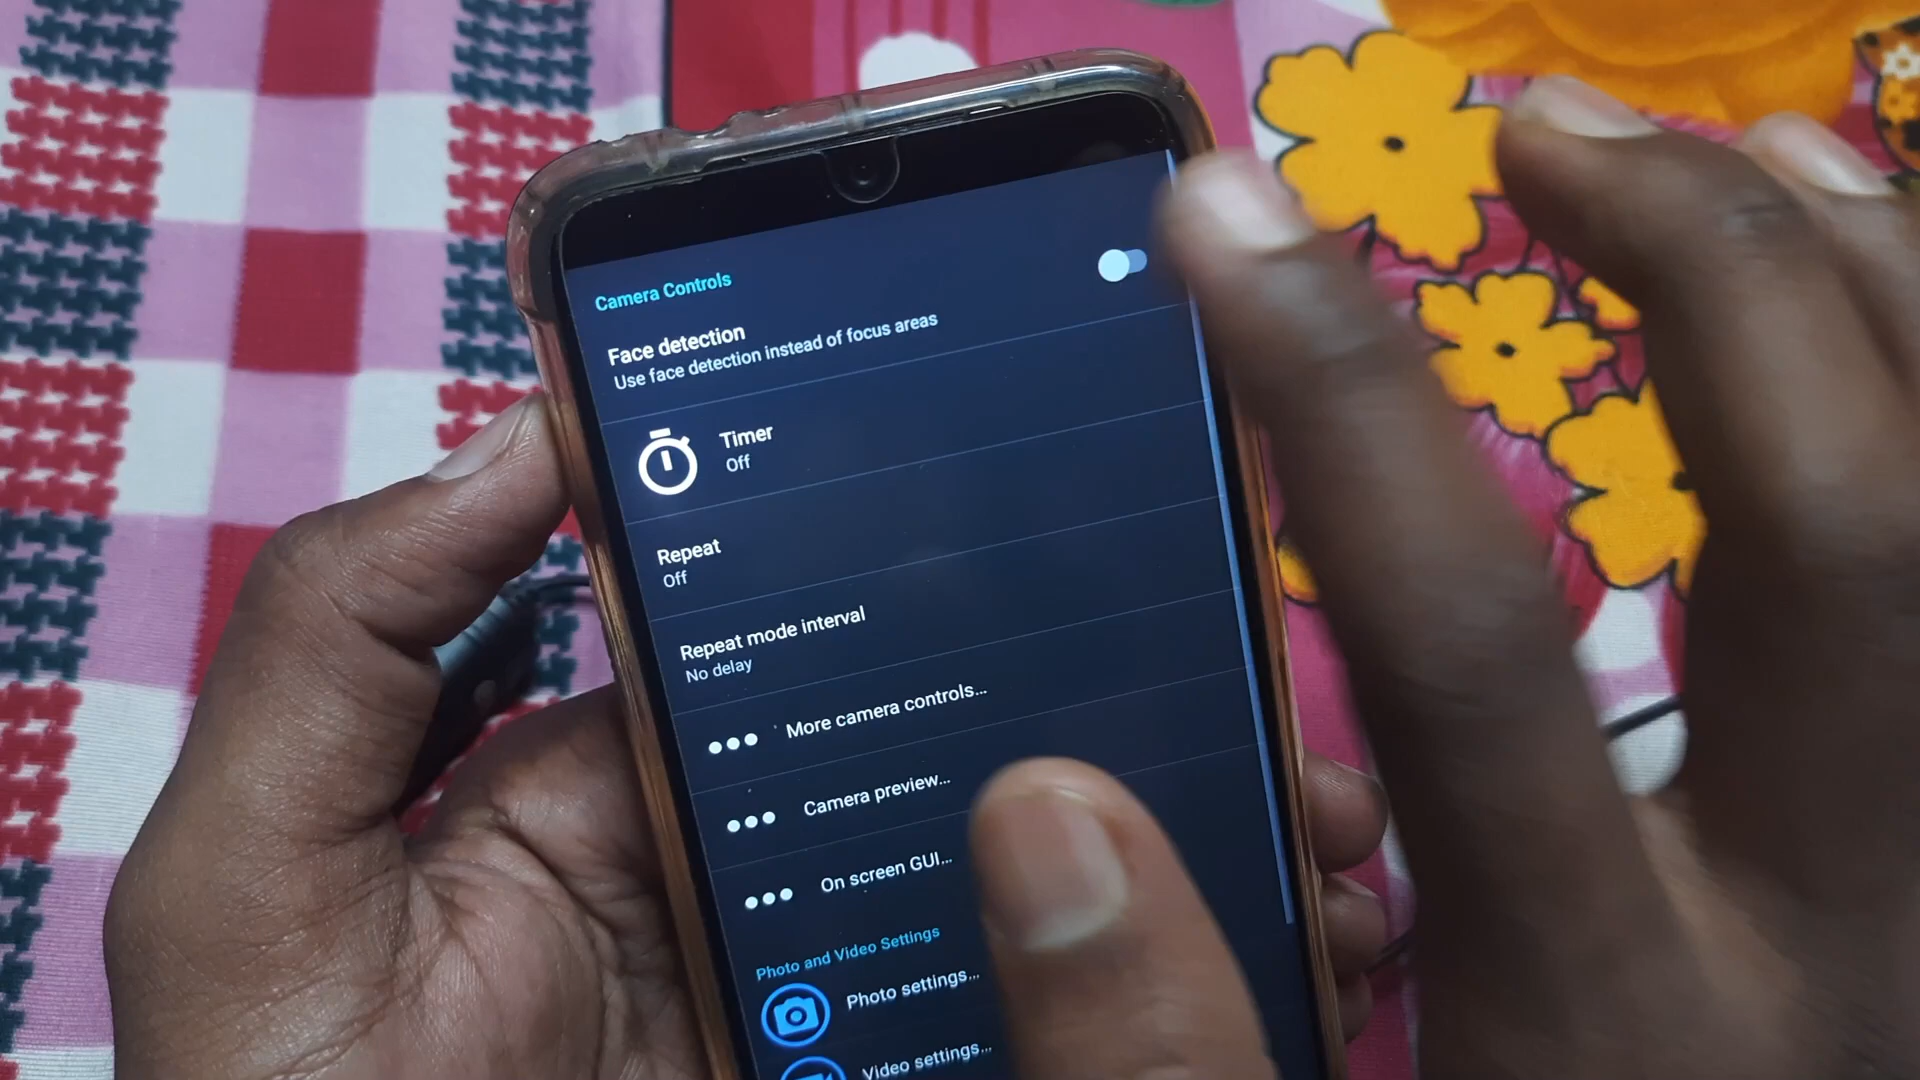 Camera Controls
Face detection
Use face detection instead of focus areas
Timer
Off
Repeat
Off
Repeat mode interval
No delay
More camera controls...
Camera preview...
On screen GUI...
Photo and Video Settings
Photo settings...
Video settings...